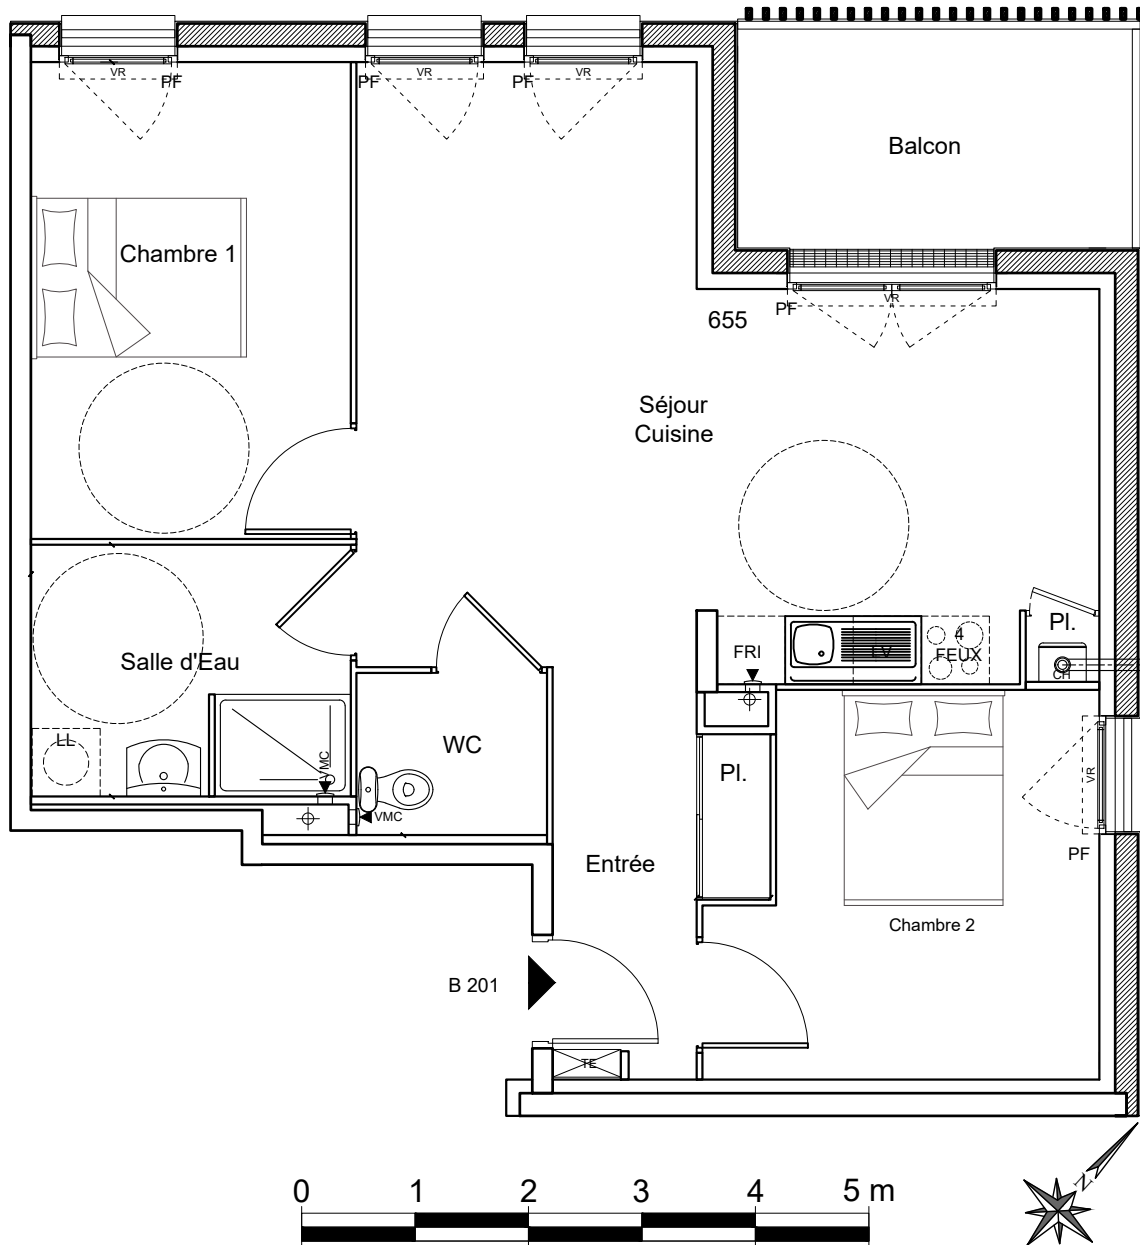 VR
PF
VR
PF
VR
PF
Balcon
Chambre 1
VR
PF
655
Séjour
Cuisine
Pl.
4
FEUX
LV
FRI
CH
Salle d'Eau
LL
VMC
WC
VMC
Pl.
VR
PF
Entrée
Chambre 2
B 201
TE
N
0 1 2 3 4 5 m